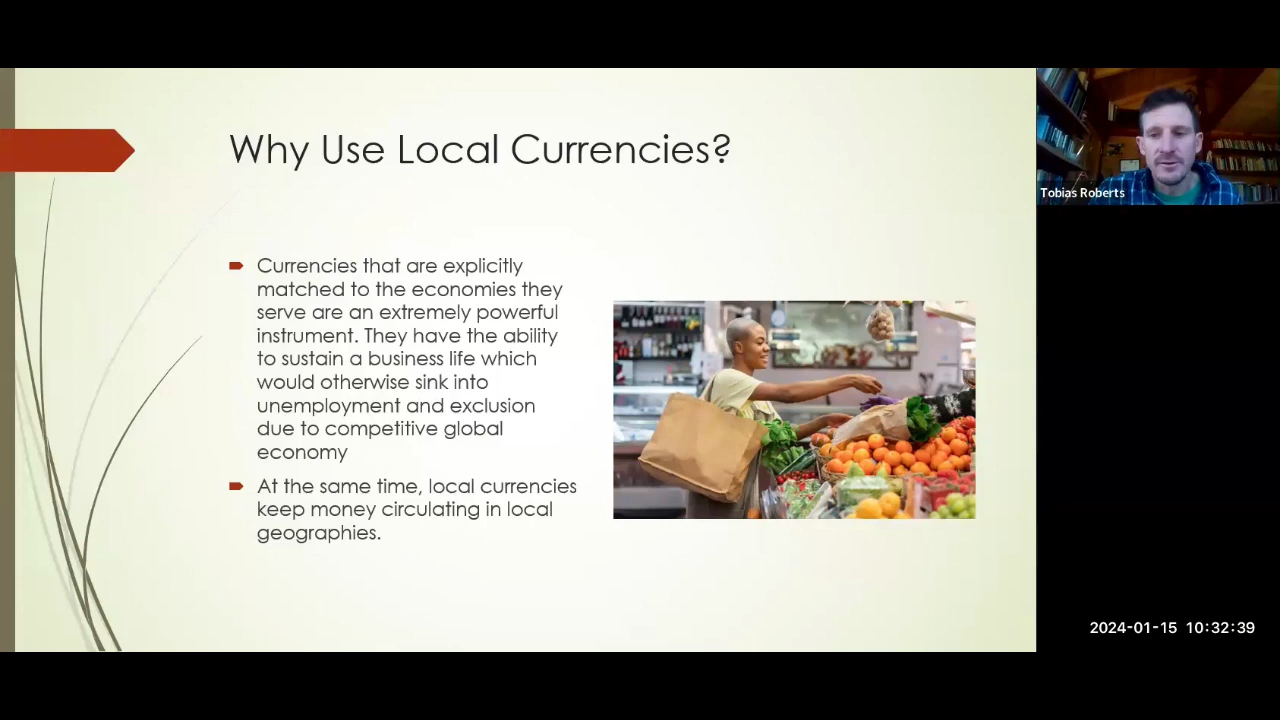 Why Use Local Currencies?
Currencies that are explicitly
matched to the economies they
serve are an extremely powerful
instrument. They have the ability
to sustain a business life which
would otherwise sink into
unemployment and exclusion
due to competitive global
economy
At the same time, local currencies
keep money circulating in local
geographies.
Tobias Roberts
2024-01-15 10:32:39